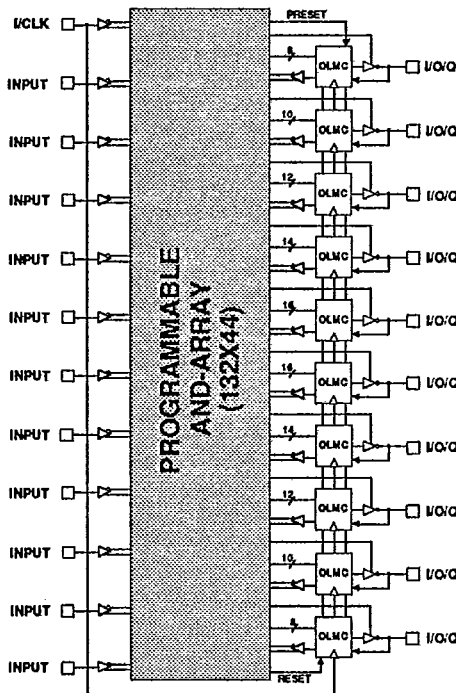 I/CLK
INPUT
INPUT
INPUT
INPUT
INPUT
INPUT
INPUT
INPUT
INPUT
INPUT
INPUT
PROGRAMMABLE
AND-ARRAY
(132X44)
PRESET
8
OLMC
I/O/Q
10
OLMC
I/O/Q
12
OLMC
I/O/Q
14
OLMC
I/O/Q
16
OLMC
I/O/Q
16
OLMC
I/O/Q
14
OLMC
I/O/Q
12
OLMC
I/O/Q
10
OLMC
I/O/Q
8
OLMC
I/O/Q
RESET